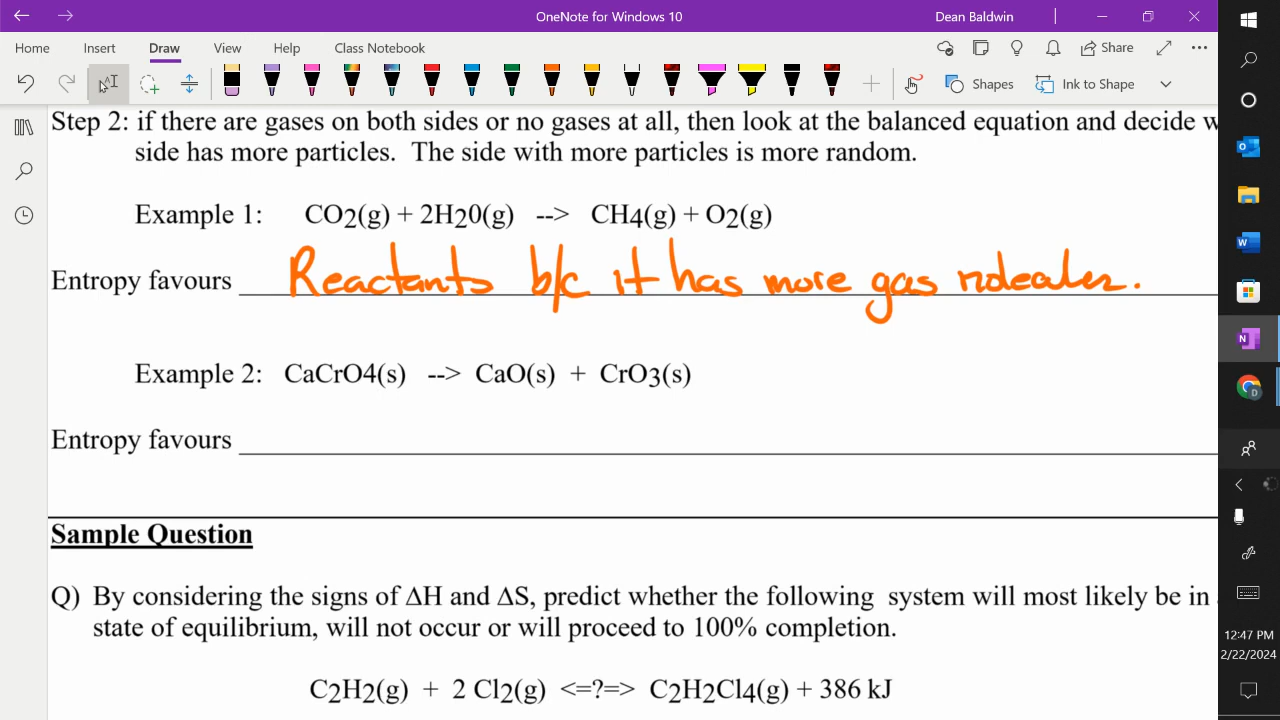 OneNote for Windows 10
Dean Baldwin
Home Insert Draw View Help Class Notebook Share
Shapes Ink to Shape
Step 2: if there are gases on both sides or no gases at all, then look at the balanced equation and decide w
side has more particles. The side with more particles is more random.
Example 1: CO2(g) + 2H20(g) --> CH4(g) + O2(g)
Entropy favours Reactants b/c it has more gas
Example 2: CaCrO4(s) --> CaO(s) + CrO3(s)
Entropy favours
Sample Question
Q) By considering the signs of ΔH and ΔS, predict whether the following system will most likely be in
state of equilibrium, will not occur or will proceed to 100% completion.
C2H2(g) + 2 Cl2(g) <=?=> C2H2Cl4(g) + 386 kJ
12:47 PM
2/22/2024